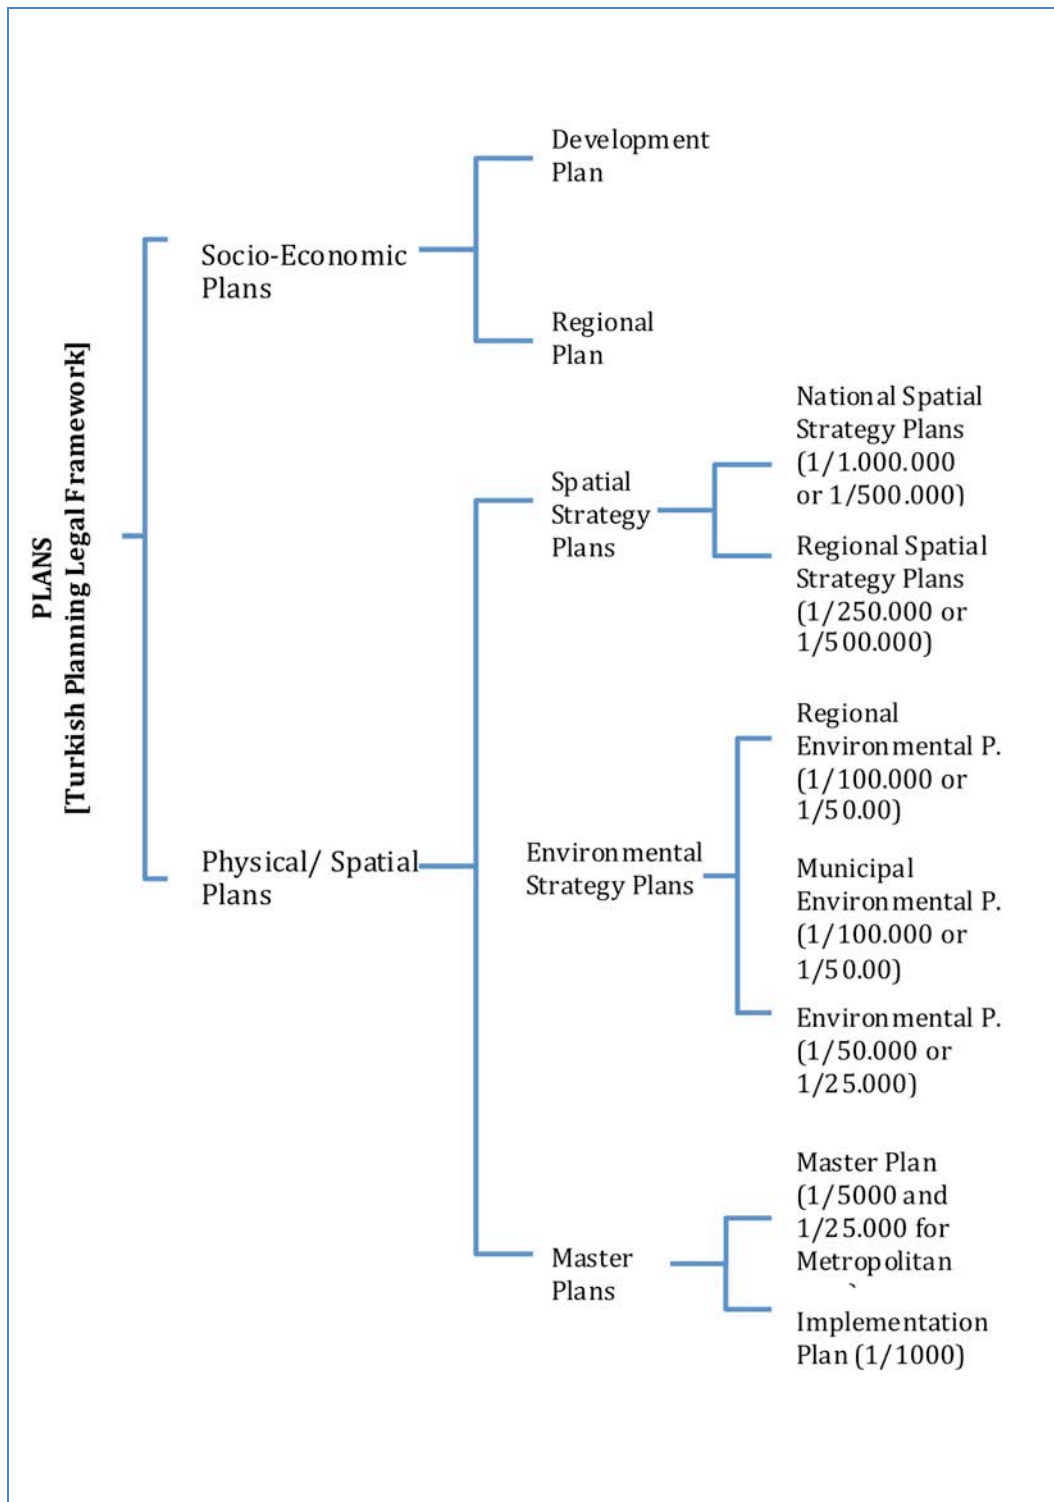 PLANS
[Turkish Planning Legal Framework]
Socio-Economic
Plans
Development
Plan
Regional
Plan
Physical/ Spatial
Plans
Spatial
Strategy
Plans
National Spatial
Strategy Plans
(1/1.000.000
or 1/500.000)
Regional Spatial
Strategy Plans
(1/250.000 or
1/500.000)
Environmental
Strategy Plans
Regional
Environmental P.
(1/100.000 or
1/50.00)
Municipal
Environmental P.
(1/100.000 or
1/50.00)
Environmental P.
(1/50.000 or
1/25.000)
Master
Plans
Master Plan
(1/5000 and
1/25.000 for
Metropolitan
Implementation
Plan (1/1000)